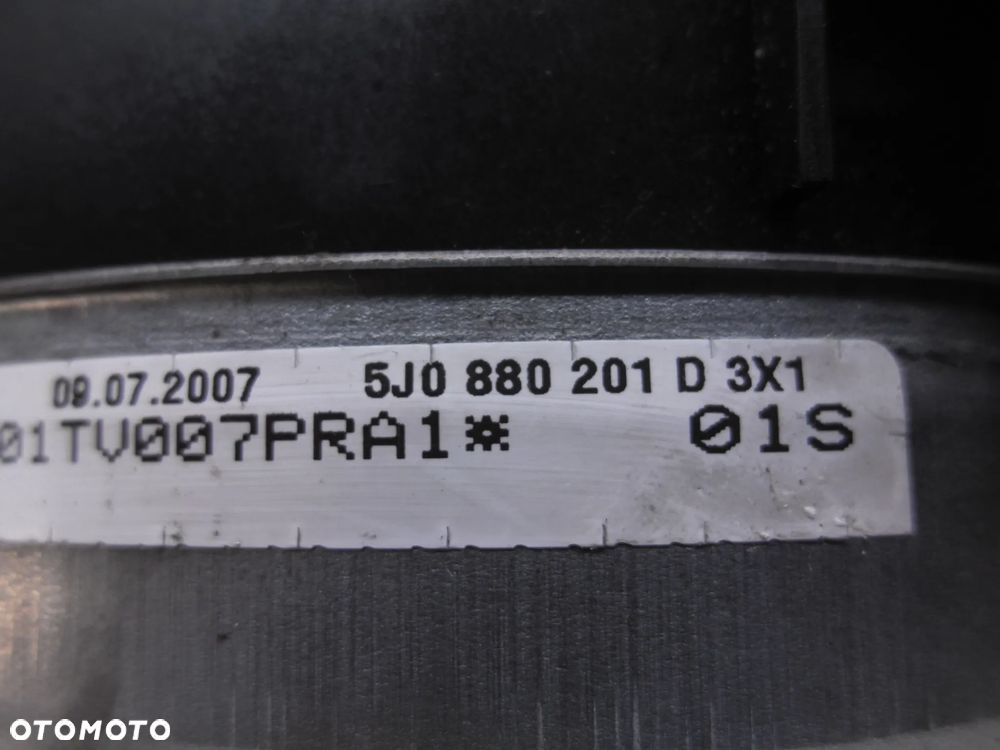 09.07.2007 5J0 880 201 D 3X1
01TV007PRA1* 01S
OTOMOTO